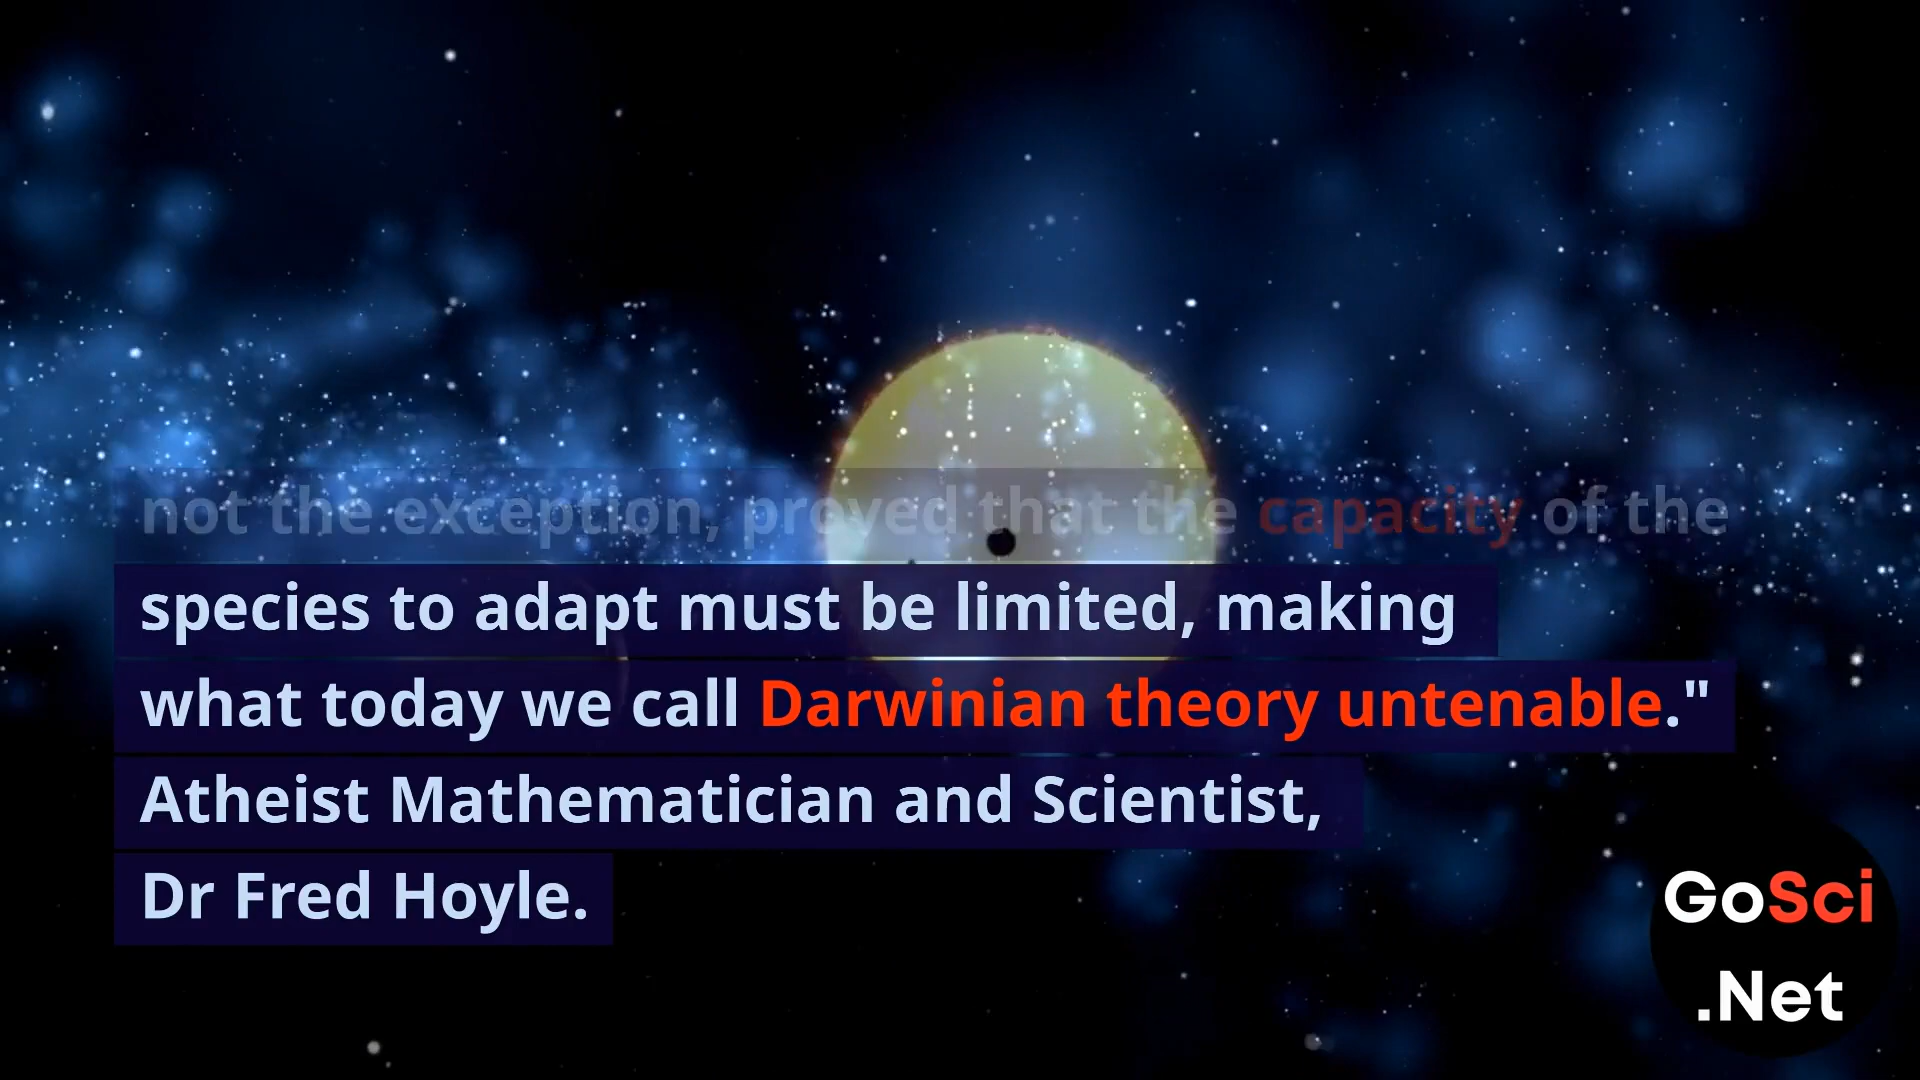 not the exception, proved that the capacity of the
species to adapt must be limited, making
what today we call Darwinian theory untenable."
Atheist Mathematician and Scientist,
Dr Fred Hoyle.
GoSci
.Net